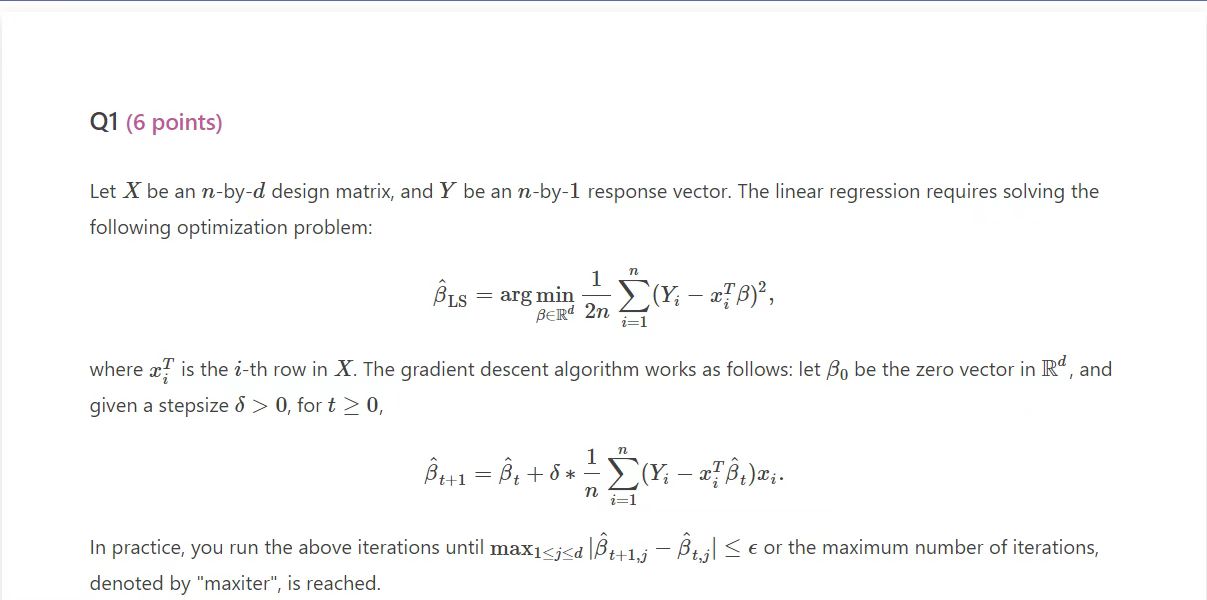 Q1 (6 points)
Let X be an n-by-d design matrix, and Y be an n-by-1 response vector. The linear regression requires solving the
following optimization problem:
$\hat{\beta}_{\mathrm{LS}} = \arg\min_{\beta \in \mathbb{R}^d} \frac{1}{2n} \sum_{i=1}^{n} (Y_i - x_i^T \beta)^2,$
where $x_i^T$ is the i-th row in X. The gradient descent algorithm works as follows: let $\beta_0$ be the zero vector in $\mathbb{R}^d$, and
given a stepsize $\delta > 0$, for $t \geq 0$,
$\hat{\beta}_{t+1} = \hat{\beta}_t + \delta * \frac{1}{n} \sum_{i=1}^{n} (Y_i - x_i^T \hat{\beta}_t) x_i.$
In practice, you run the above iterations until $\max_{1 \leq j \leq d} |\hat{\beta}_{t+1,j} - \hat{\beta}_{t,j}| \leq \epsilon$ or the maximum number of iterations,
denoted by "maxiter", is reached.